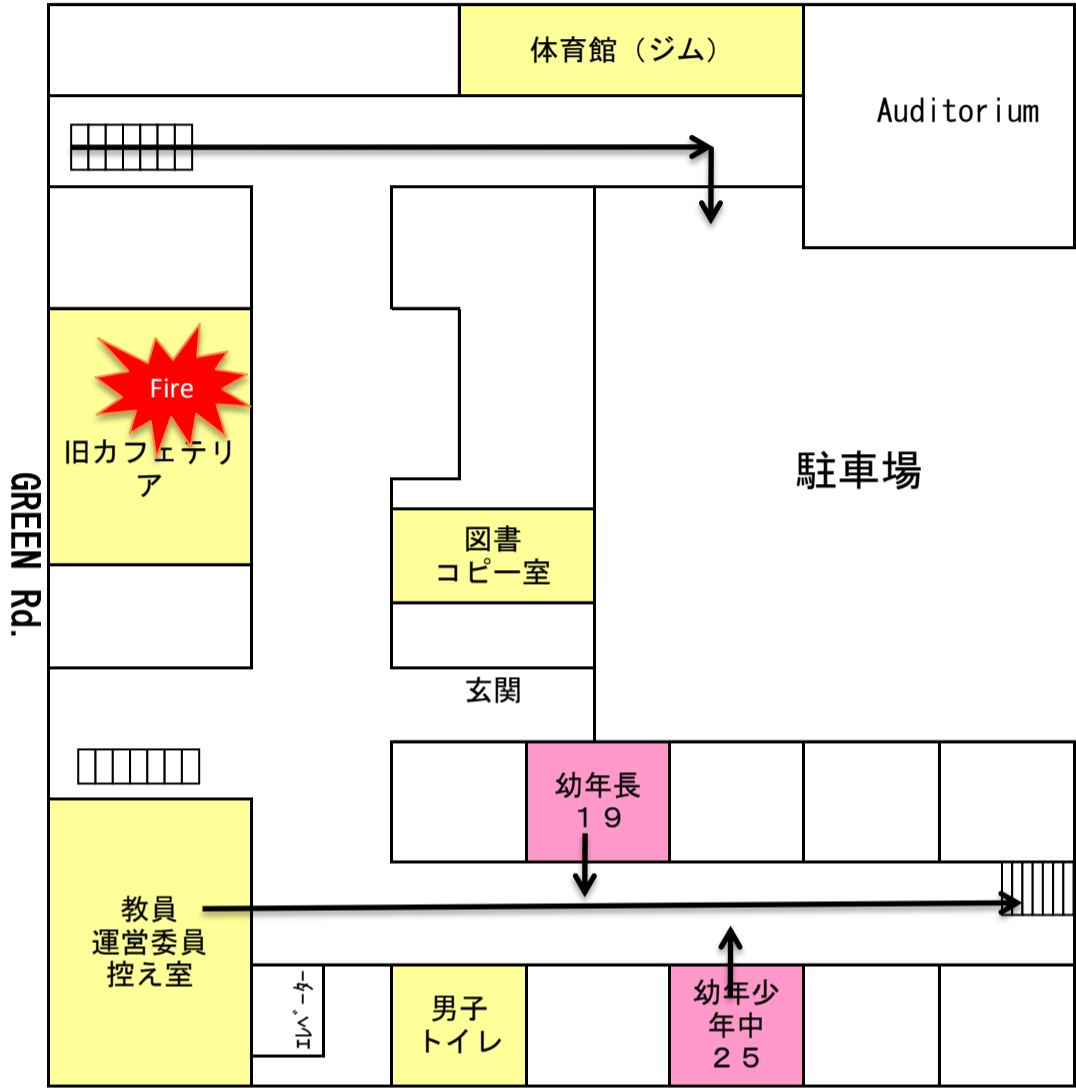 体育館（ジム）
Auditorium
Fire
旧カフェテリ
ア
GREEN Rd.
駐車場
図書
コピー室
玄関
幼年長
１９
教員
運営委員
控え室
ｴﾚﾍﾞｰﾀｰ
男子
トイレ
幼年少
年中
２５